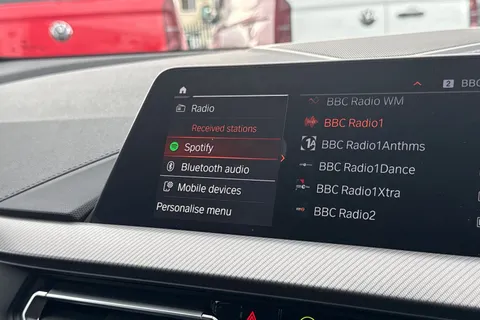 Radio
Received stations
Spotify
Bluetooth audio
Mobile devices
Personalise menu
2 BBC
BBC Radio WM
BBC Radio1
BBC Radio1Anthms
BBC Radio1Dance
BBC Radio1Xtra
BBC Radio2